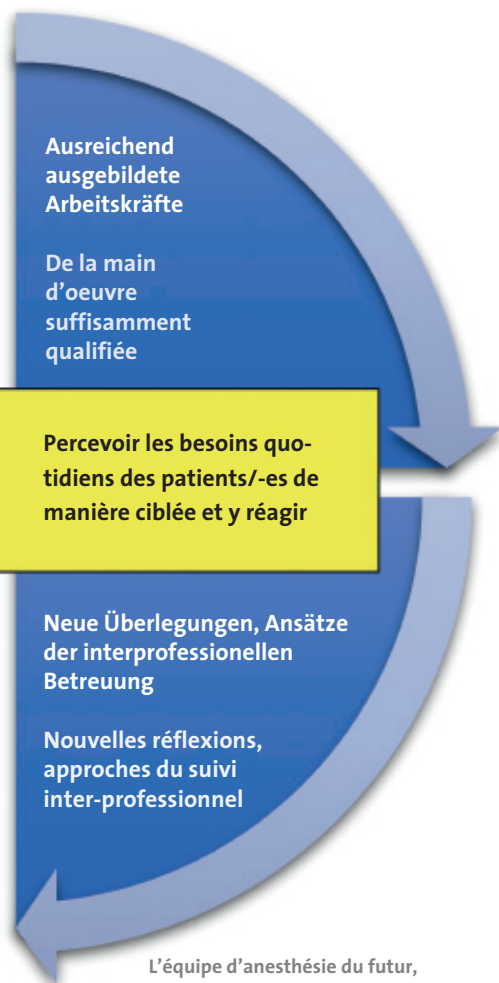 Ausreichend
ausgebildete
Arbeitskräfte
De la main
d'oeuvre
suffisamment
qualifiée
Percevoir les besoins quo-
tidiens des patients/-es de
manière ciblée et y réagir
Neue Überlegungen, Ansätze
der interprofessionellen
Betreuung
Nouvelles réflexions,
approches du suivi
inter-professionnel
L'équipe d'anesthésie du futur,